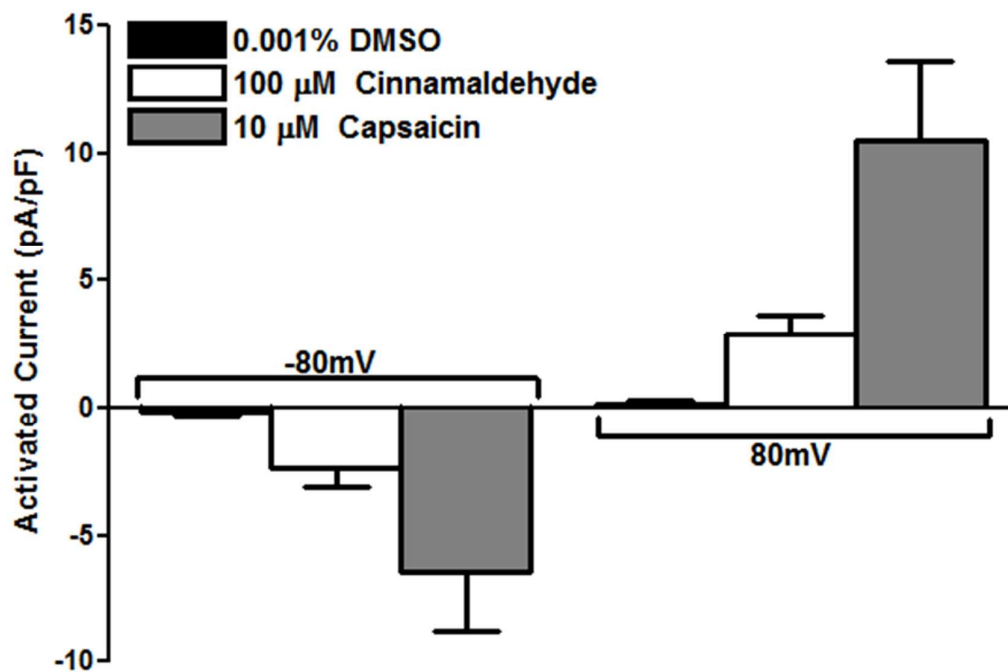 15
0.001% DMSO
100 μM Cinnamaldehyde
10 μM Capsaicin
10
Activated Current (pA/pF)
5
-80mV
0
80mV
-5
-10